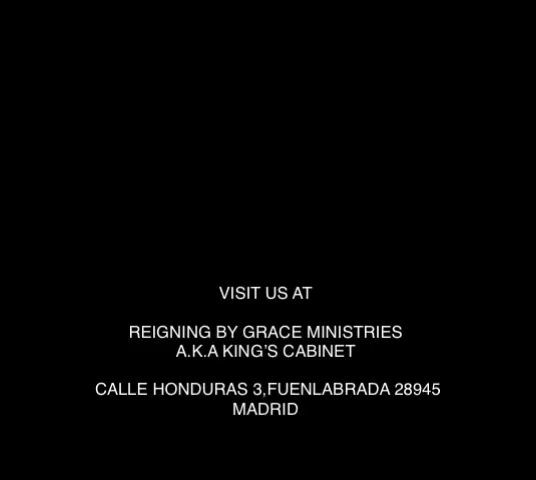 VISIT US AT
REIGNING BY GRACE MINISTRIES
A.K.A KING'S CABINET
CALLE HONDURAS 3,FUENLABRADA 28945
MADRID